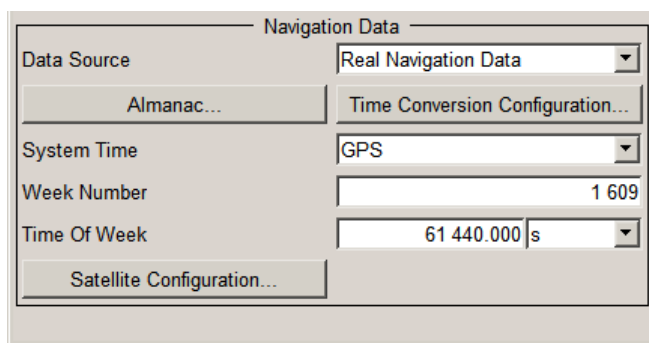 Navigation Data
Data Source Real Navigation Data
Almanac... Time Conversion Configuration...
System Time GPS
Week Number 1 609
Time Of Week 61 440.000 s
Satellite Configuration...